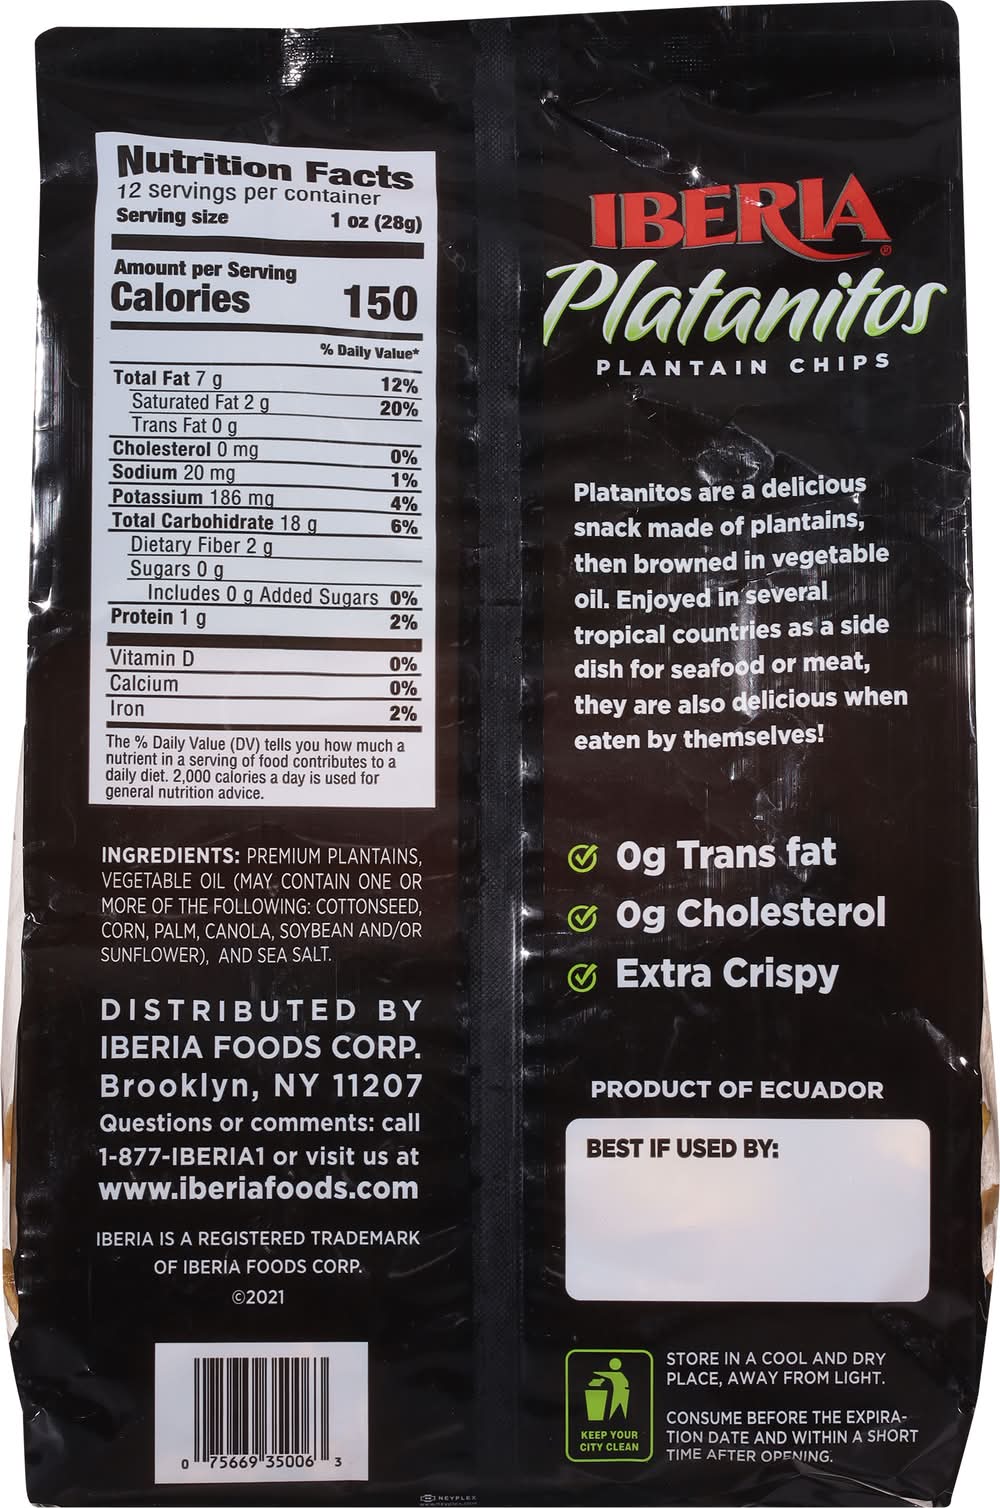 Nutrition Facts
12 servings per container
Serving size 1 oz (28g)
Amount per Serving
Calories 150
% Daily Value*
Total Fat 7 g 12%
Saturated Fat 2 g 20%
Trans Fat 0 g
Cholesterol 0 mg 0%
Sodium 20 mg 1%
Potassium 186 mg 4%
Total Carbohidrate 18 g 6%
Dietary Fiber 2 g
Sugars 0 g
Includes 0 g Added Sugars 0%
Protein 1 g 2%
Vitamin D 0%
Calcium 0%
Iron 2%
The % Daily Value (DV) tells you how much a
nutrient in a serving of food contributes to a
daily diet. 2,000 calories a day is used for
general nutrition advice.
INGREDIENTS: PREMIUM PLANTAINS,
VEGETABLE OIL (MAY CONTAIN ONE OR
MORE OF THE FOLLOWING: COTTONSEED,
CORN, PALM, CANOLA, SOYBEAN AND/OR
SUNFLOWER), AND SEA SALT.
DISTRIBUTED BY
IBERIA FOODS CORP.
Brooklyn, NY 11207
Questions or comments: call
1-877-IBERIA1 or visit us at
www.iberiafoods.com
IBERIA IS A REGISTERED TRADEMARK
OF IBERIA FOODS CORP.
©2021
0 75669 35006 3
NEYPLEX
IBERIA®
Platanitos
PLANTAIN CHIPS
Platanitos are a delicious
snack made of plantains,
then browned in vegetable
oil. Enjoyed in several
tropical countries as a side
dish for seafood or meat,
they are also delicious when
eaten by themselves!
0g Trans fat
0g Cholesterol
Extra Crispy
PRODUCT OF ECUADOR
BEST IF USED BY:
KEEP YOUR
CITY CLEAN
STORE IN A COOL AND DRY
PLACE, AWAY FROM LIGHT.
CONSUME BEFORE THE EXPIRA-
TION DATE AND WITHIN A SHORT
TIME AFTER OPENING.